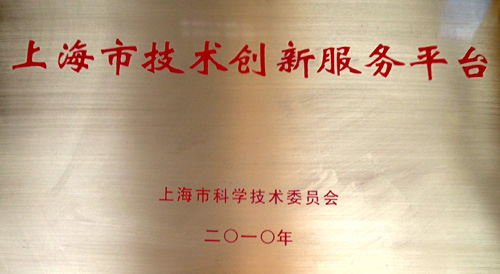 上海市技术创新服务平台
上海市科学技术委员会
二〇一〇年